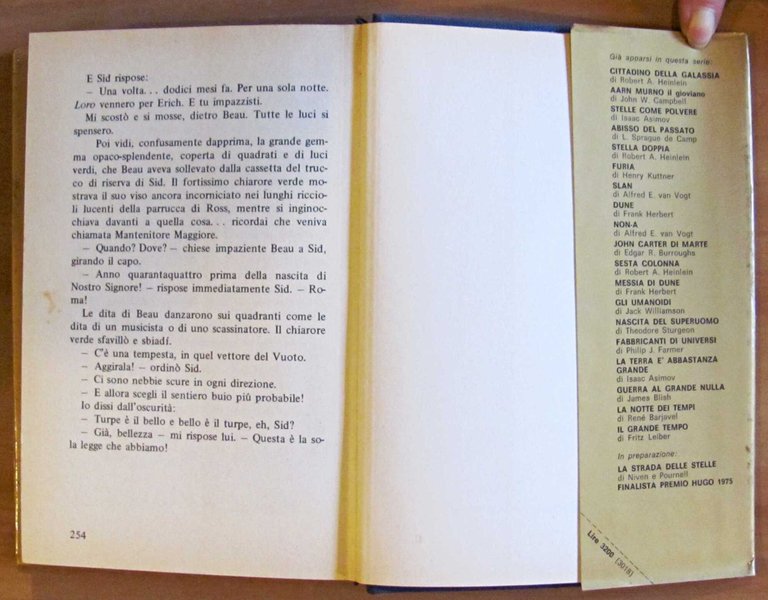 E Sid rispose:
– Una volta... dodici mesi fa. Per una sola notte.
Loro vennero per Erich. E tu impazzisti.
Mi scostò e si mosse, dietro Beau. Tutte le luci si
spensero.
Poi vidi, confusamente dapprima, la grande gem-
ma opaco-splendente, coperta di quadrati e di luci
verdi, che Beau aveva sollevato dalla cassetta del truc-
co di riserva di Sid. Il fortissimo chiarore verde mo-
strava il suo viso ancora incorniciato nei lunghi riccio-
li lucenti della parrucca di Ross, mentre si inginoc-
chiava davanti a quella cosa... ricordai che veniva
chiamata Mantenitore Maggiore.
– Quando? Dove? – chiese impaziente Beau a Sid,
girando il capo.
– Anno quarantaquattro prima della nascita di
Nostro Signore! – rispose immediatamente Sid. – Ro-
ma!
Le dita di Beau danzarono sui quadranti come le
dita di un musicista o di uno scassinatore. Il chiarore
verde sfavillò e sbiadí.
– C'è una tempesta, in quel vettore del Vuoto.
– Aggirala! – ordinò Sid.
– Ci sono nebbie scure in ogni direzione.
– E allora scegli il sentiero buio più probabile!
Io dissi dall'oscurità:
– Turpe è il bello e bello è il turpe, eh, Sid?
– Già, bellezza – mi rispose lui. – Questa è la so-
la legge che abbiamo!
254
Già apparsi in questa serie:
CITTADINO DELLA GALASSIA
di Robert A. Heinlein
AARN MUNRO il gioviano
di John W. Campbell
STELLE COME POLVERE
di Isaac Asimov
ABISSO DEL PASSATO
di L. Sprague de Camp
STELLA DOPPIA
di Robert A. Heinlein
FURIA
di Henry Kuttner
SLAN
di Alfred E. van Vogt
DUNE
di Frank Herbert
NON-A
di Alfred E. van Vogt
JOHN CARTER DI MARTE
di Edgar R. Burroughs
SESTA COLONNA
di Robert A. Heinlein
MESSIA DI DUNE
di Frank Herbert
GLI UMANOIDI
di Jack Williamson
NASCITA DEL SUPERUOMO
di Theodore Sturgeon
FABBRICANTI DI UNIVERSI
di Philip J. Farmer
LA TERRA E' ABBASTANZA
GRANDE
di Isaac Asimov
GUERRA AL GRANDE NULLA
di James Blish
LA NOTTE DEI TEMPI
di René Barjavel
IL GRANDE TEMPO
di Fritz Leiber
In preparazione:
LA STRADA DELLE STELLE
di Niven e Pournell
FINALISTA PREMIO HUGO 1975
Lire 3200 (3018)